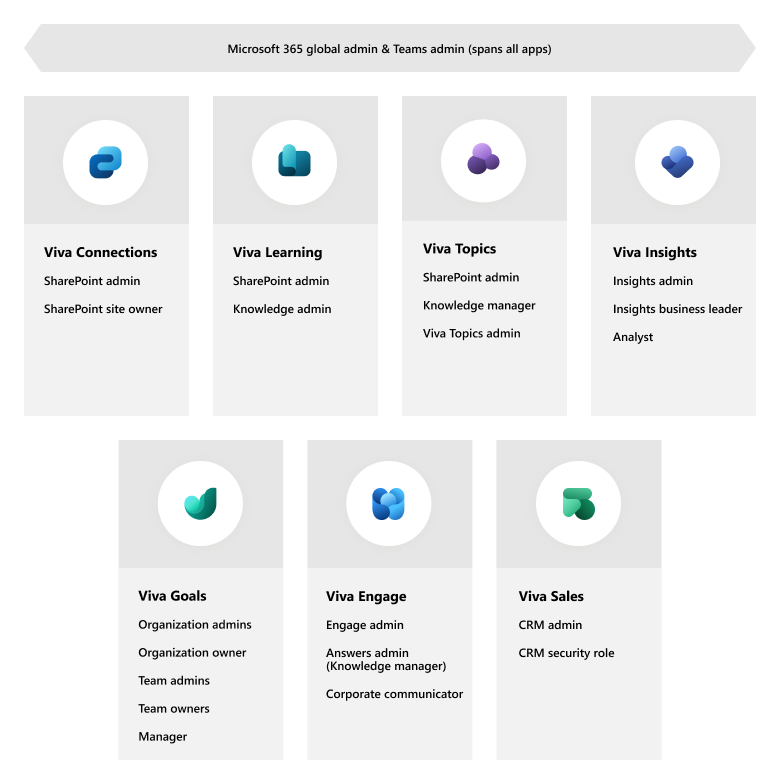 Microsoft 365 global admin & Teams admin (spans all apps)
Viva Connections
SharePoint admin
SharePoint site owner
Viva Learning
SharePoint admin
Knowledge admin
Viva Topics
SharePoint admin
Knowledge manager
Viva Topics admin
Viva Insights
Insights admin
Insights business leader
Analyst
Viva Goals
Organization admins
Organization owner
Team admins
Team owners
Manager
Viva Engage
Engage admin
Answers admin
(Knowledge manager)
Corporate communicator
Viva Sales
CRM admin
CRM security role